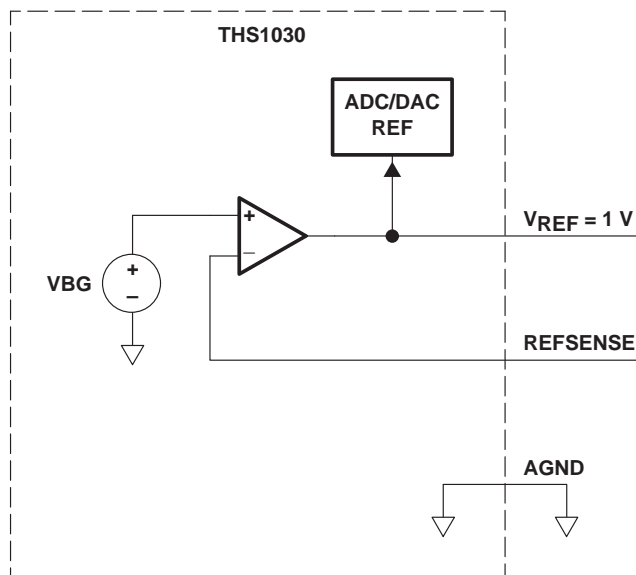 THS1030
ADC/DAC
REF
+
−
VBG
+
−
VREF = 1 V
REFSENSE
AGND